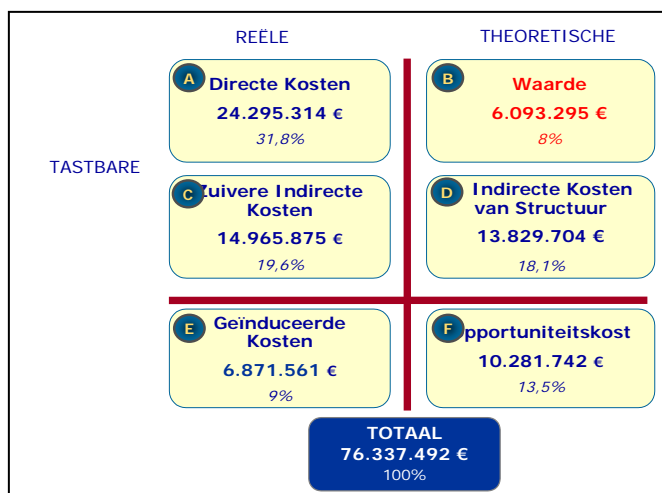 REËLE
THEORETISCHE
TASTBARE
A
Directe Kosten
24.295.314 €
31,8%
B
Waarde
6.093.295 €
8%
C
Zuivere Indirecte
Kosten
14.965.875 €
19,6%
D
Indirecte Kosten
van Structuur
13.829.704 €
18,1%
E
Geïnduceerde
Kosten
6.871.561 €
9%
F
Opportuniteitskost
10.281.742 €
13,5%
TOTAAL
76.337.492 €
100%